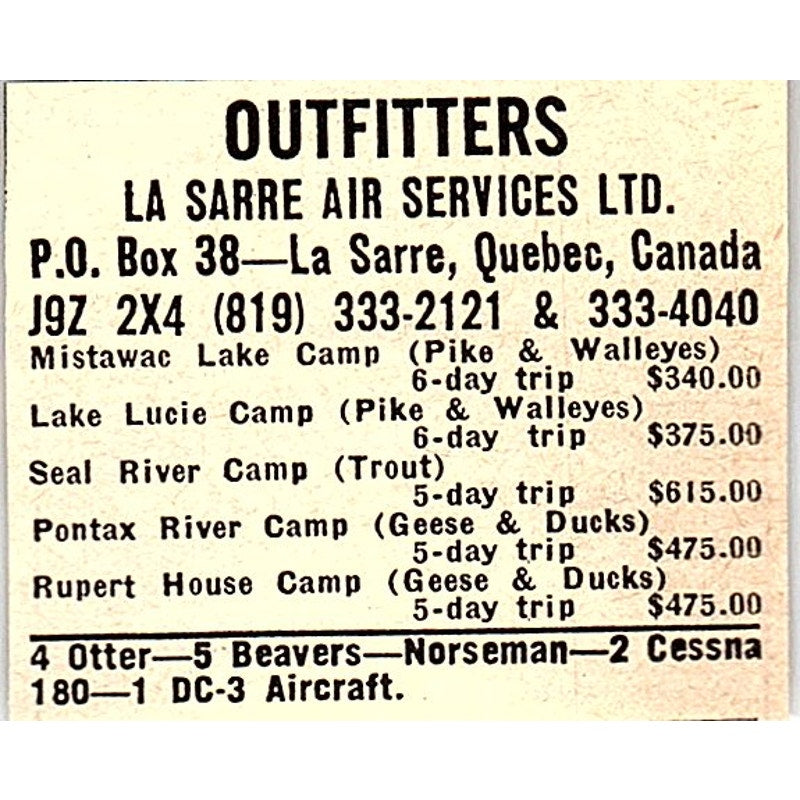 OUTFITTERS
LA SARRE AIR SERVICES LTD.
P.O. Box 38—La Sarre, Quebec, Canada
J9Z 2X4 (819) 333-2121 & 333-4040
Mistawac Lake Camp (Pike & Walleyes)
6-day trip $340.00
Lake Lucie Camp (Pike & Walleyes)
6-day trip $375.00
Seal River Camp (Trout)
5-day trip $615.00
Pontax River Camp (Geese & Ducks)
5-day trip $475.00
Rupert House Camp (Geese & Ducks)
5-day trip $475.00
4 Otter—5 Beavers—Norseman—2 Cessna
180—1 DC-3 Aircraft.